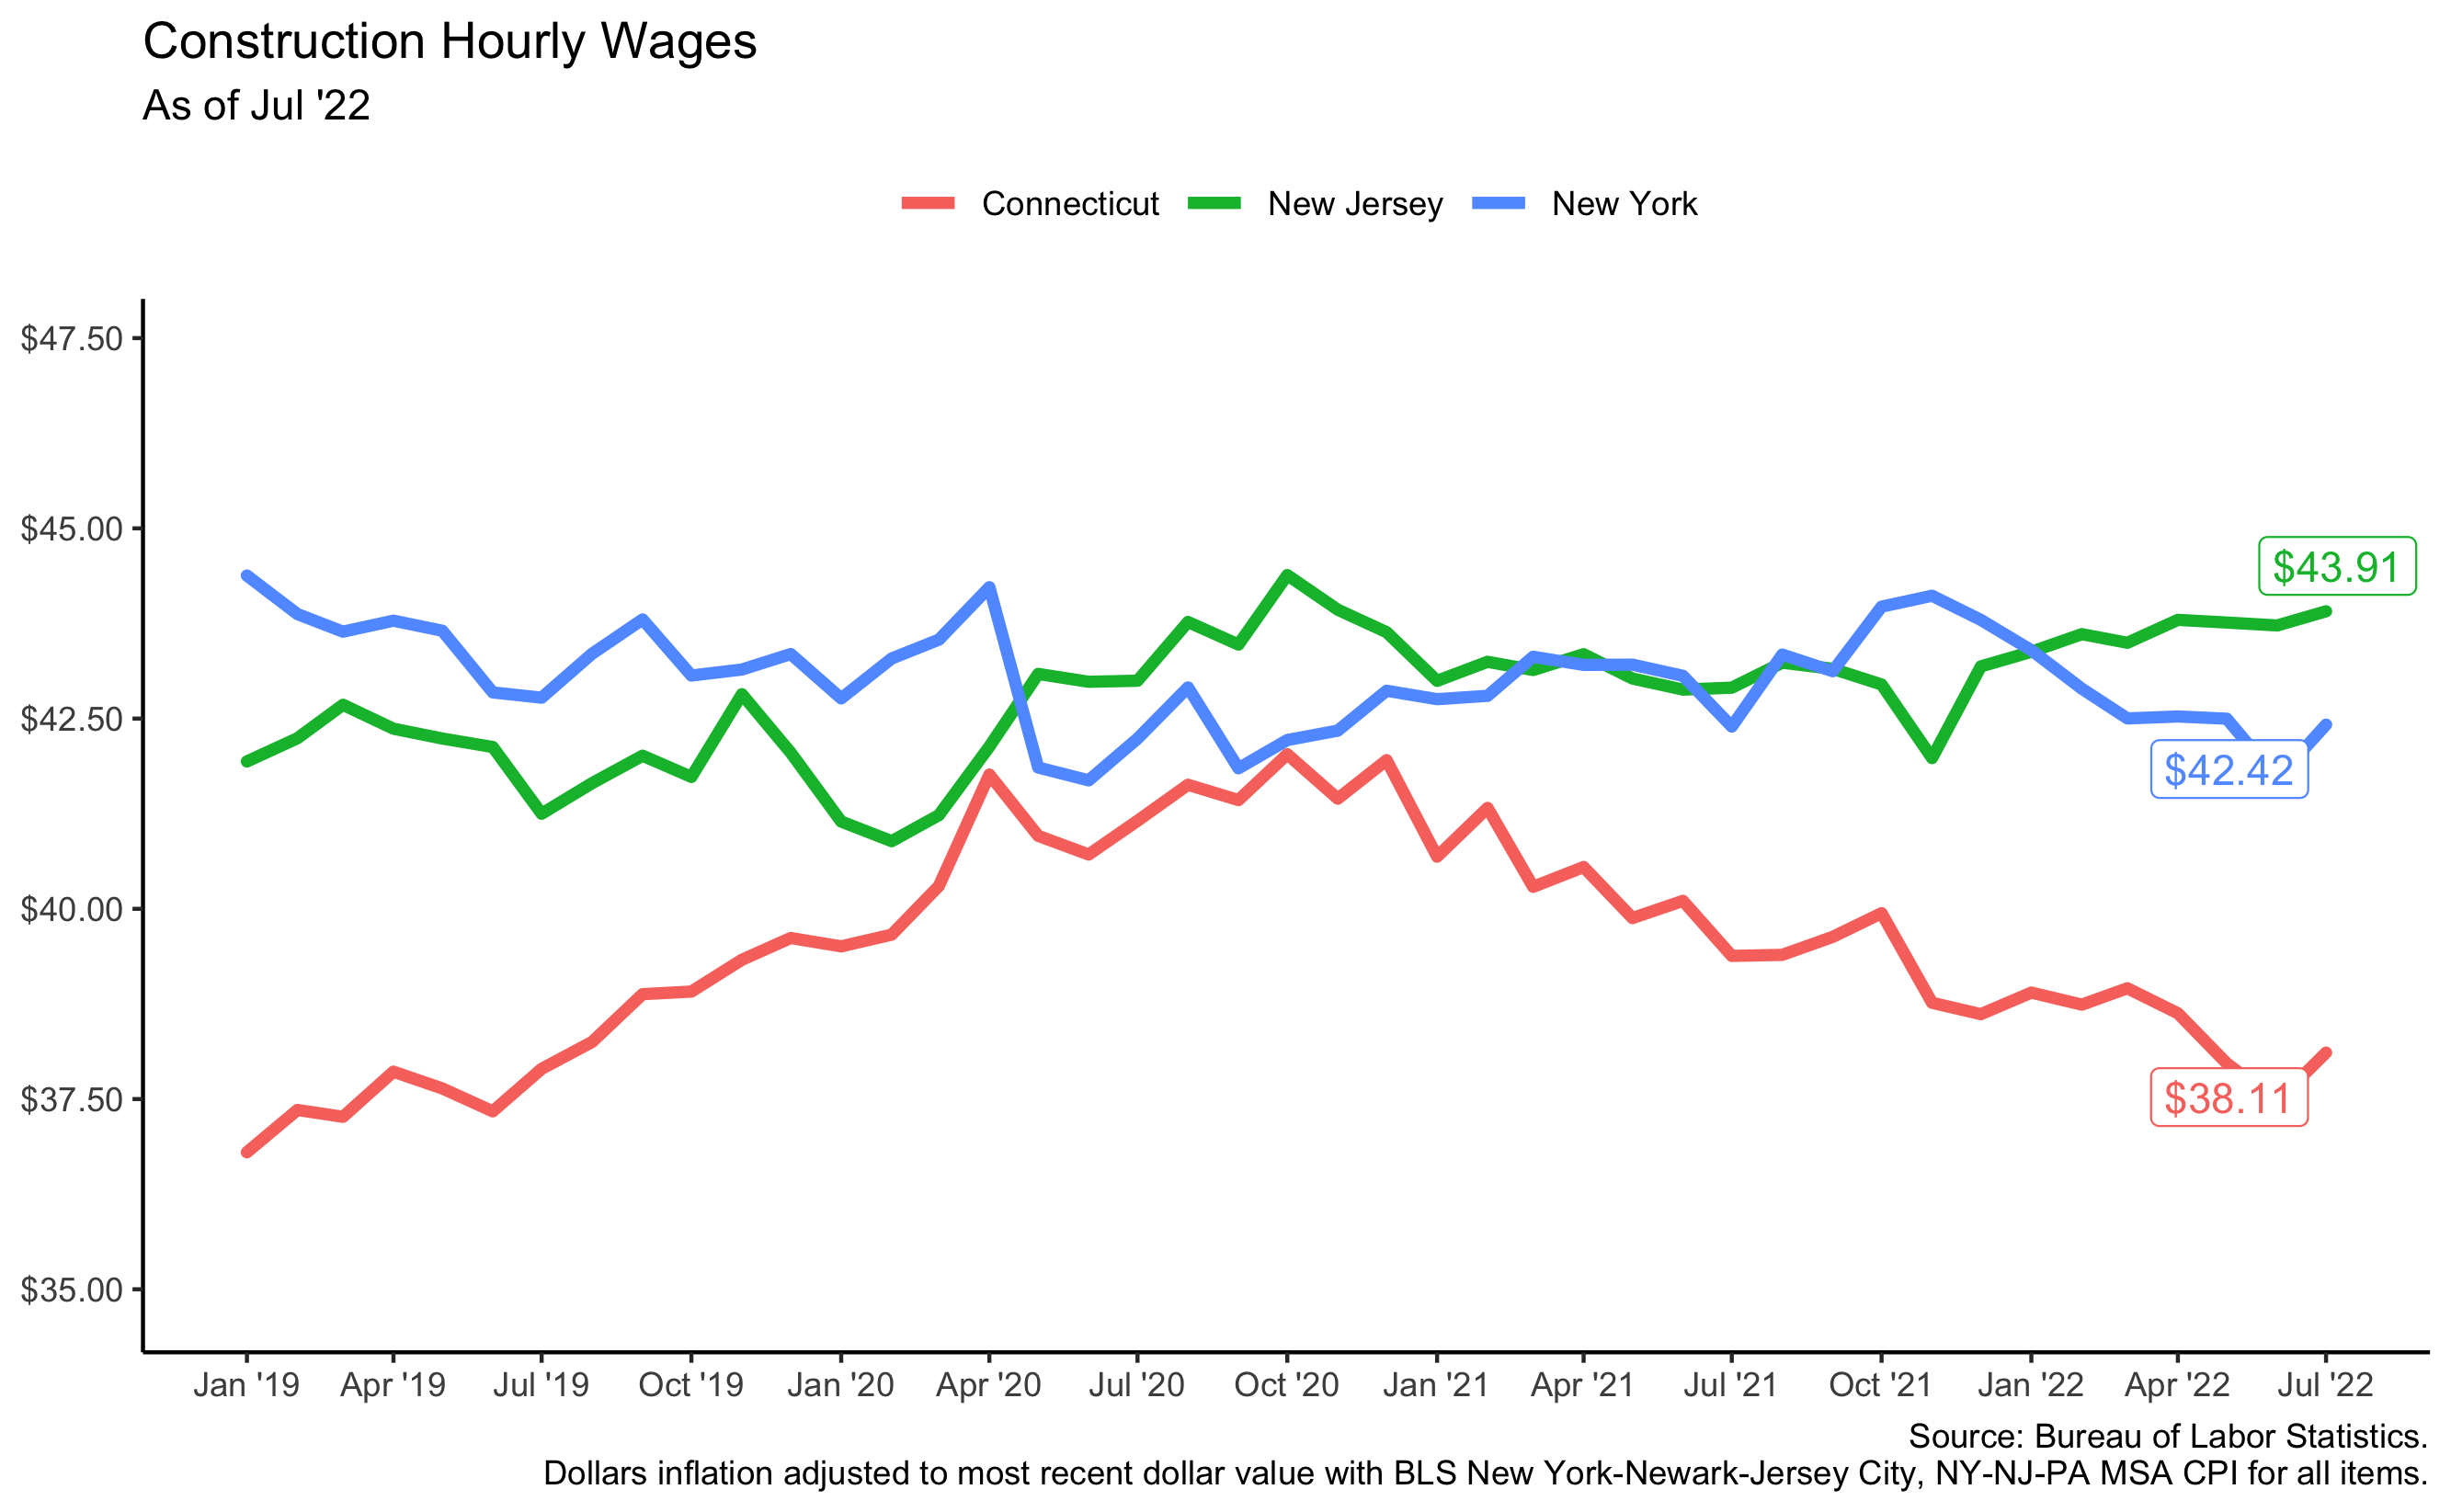 Construction Hourly Wages
As of Jul '22
Connecticut New Jersey New York
$47.50
$45.00
$42.50
$40.00
$37.50
$35.00
$43.91
$42.42
$38.11
Jan '19 Apr '19 Jul '19 Oct '19 Jan '20 Apr '20 Jul '20 Oct '20 Jan '21 Apr '21 Jul '21 Oct '21 Jan '22 Apr '22 Jul '22
Source: Bureau of Labor Statistics.
Dollars inflation adjusted to most recent dollar value with BLS New York-Newark-Jersey City, NY-NJ-PA MSA CPI for all items.